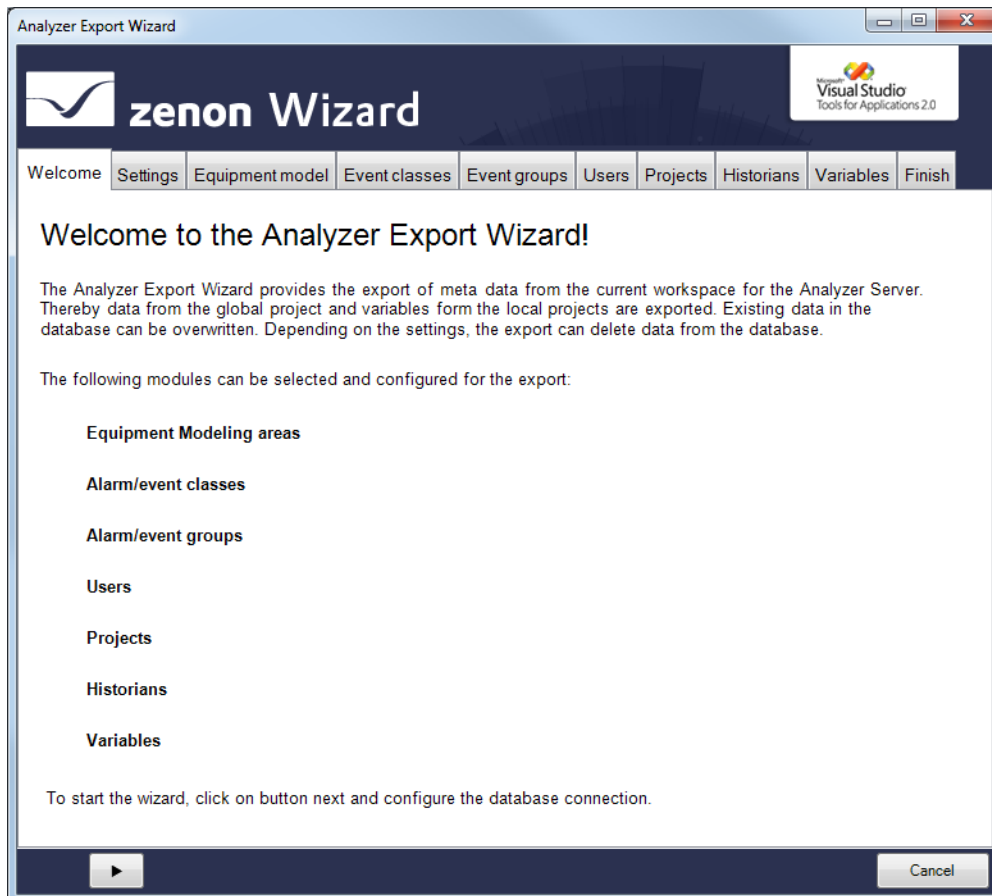 Analyzer Export Wizard
zenon Wizard
Microsoft
Visual Studio
Tools for Applications 2.0
Welcome Settings Equipment model Event classes Event groups Users Projects Historians Variables Finish
Welcome to the Analyzer Export Wizard!
The Analyzer Export Wizard provides the export of meta data from the current workspace for the Analyzer Server.
Thereby data from the global project and variables form the local projects are exported. Existing data in the
database can be overwritten. Depending on the settings, the export can delete data from the database.
The following modules can be selected and configured for the export:
Equipment Modeling areas
Alarm/event classes
Alarm/event groups
Users
Projects
Historians
Variables
To start the wizard, click on button next and configure the database connection.
Cancel